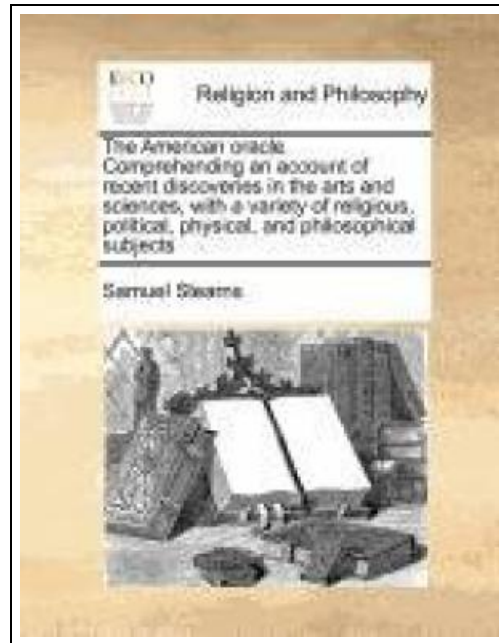 ECCO
Religion and Philosophy
The American oracle.
Comprehending an account of
recent discoveries in the arts and
sciences, with a variety of religious,
political, physical, and philosophical
subjects
Samuel Stearns